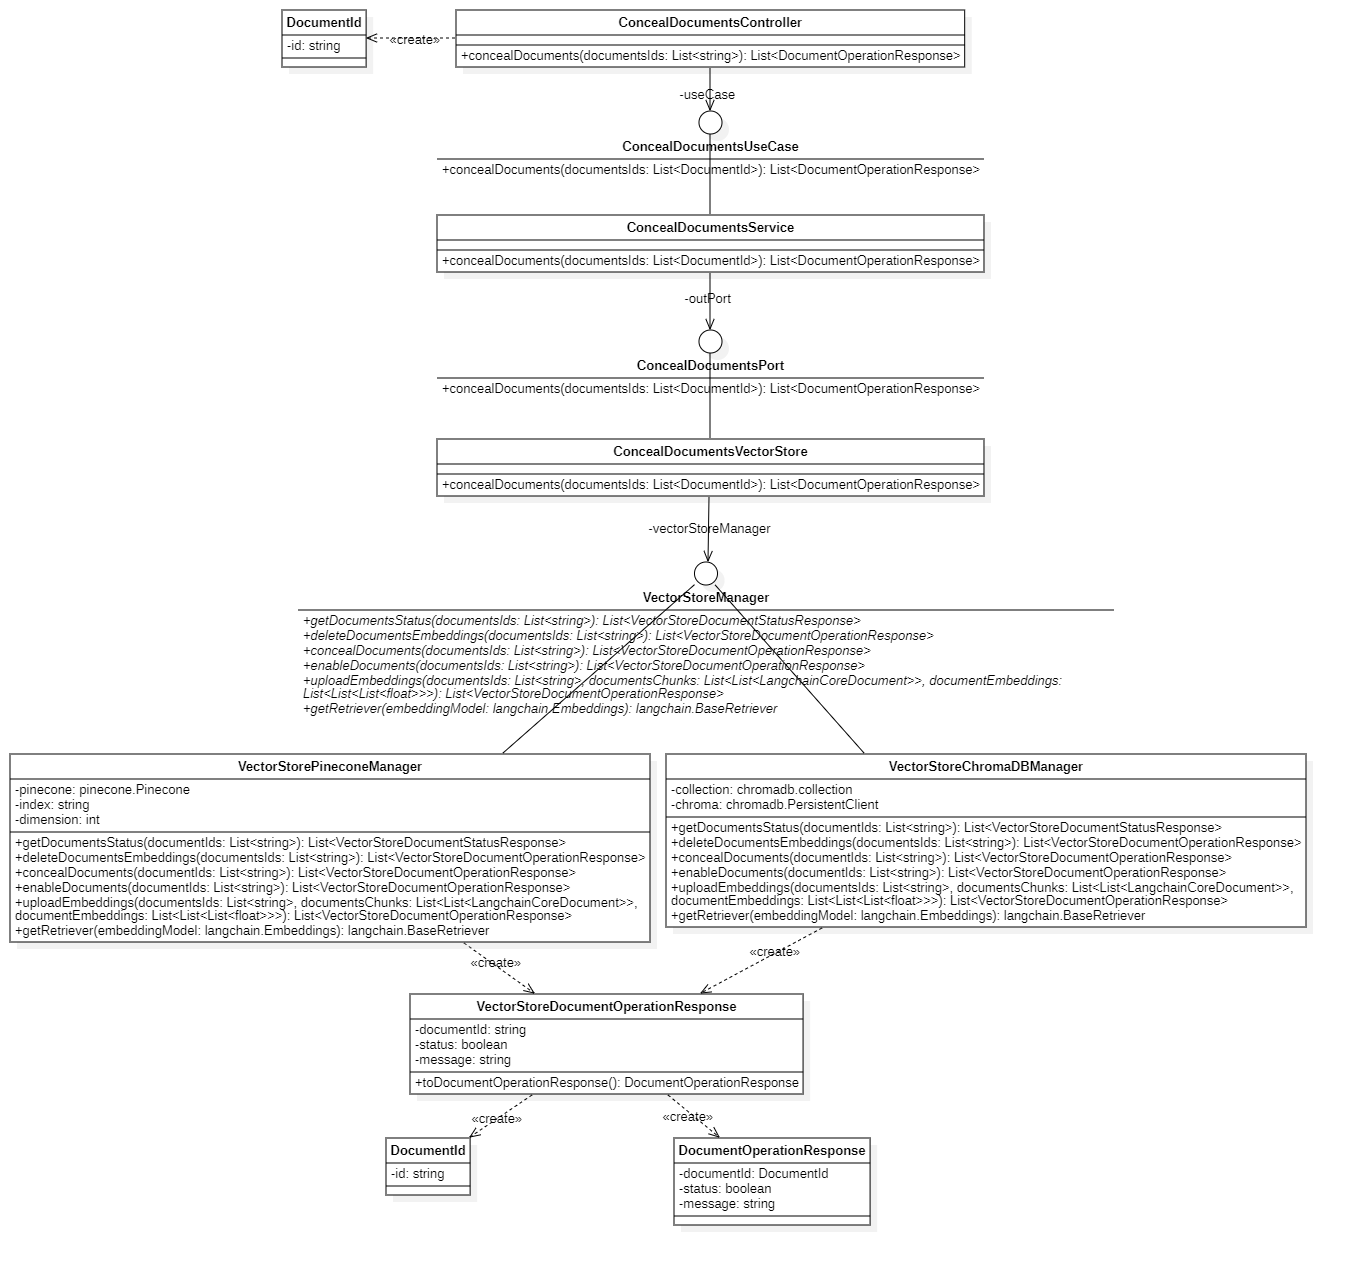 DocumentId
-id: string
«create»
ConcealDocumentsController
+concealDocuments(documentsIds: List<string>): List<DocumentOperationResponse>
-useCase
ConcealDocumentsUseCase
+concealDocuments(documentsIds: List<DocumentId>): List<DocumentOperationResponse>
ConcealDocumentsService
+concealDocuments(documentsIds: List<DocumentId>): List<DocumentOperationResponse>
-outPort
ConcealDocumentsPort
+concealDocuments(documentsIds: List<DocumentId>): List<DocumentOperationResponse>
ConcealDocumentsVectorStore
+concealDocuments(documentsIds: List<DocumentId>): List<DocumentOperationResponse>
-vectorStoreManager
VectorStoreManager
+getDocumentsStatus(documentsIds: List<string>): List<VectorStoreDocumentStatusResponse>
+deleteDocumentsEmbeddings(documentsIds: List<string>): List<VectorStoreDocumentOperationResponse>
+concealDocuments(documentsIds: List<string>): List<VectorStoreDocumentOperationResponse>
+enableDocuments(documentsIds: List<string>): List<VectorStoreDocumentOperationResponse>
+uploadEmbeddings(documentsIds: List<string>, documentsChunks: List<List<LangchainCoreDocument>>, documentEmbeddings:
List<List<List<float>>>): List<VectorStoreDocumentOperationResponse>
+getRetriever(embeddingModel: langchain.Embeddings): langchain.BaseRetriever
VectorStorePineconeManager
-pinecone: pinecone.Pinecone
-index: string
-dimension: int
+getDocumentsStatus(documentIds: List<string>): List<VectorStoreDocumentStatusResponse>
+deleteDocumentsEmbeddings(documentsIds: List<string>): List<VectorStoreDocumentOperationResponse>
+concealDocuments(documentIds: List<string>): List<VectorStoreDocumentOperationResponse>
+enableDocuments(documentIds: List<string>): List<VectorStoreDocumentOperationResponse>
+uploadEmbeddings(documentsIds: List<string>, documentsChunks: List<List<LangchainCoreDocument>>,
documentEmbeddings: List<List<List<float>>>): List<VectorStoreDocumentOperationResponse>
+getRetriever(embeddingModel: langchain.Embeddings): langchain.BaseRetriever
VectorStoreChromaDBManager
-collection: chromadb.collection
-chroma: chromadb.PersistentClient
+getDocumentsStatus(documentIds: List<string>): List<VectorStoreDocumentStatusResponse>
+deleteDocumentsEmbeddings(documentsIds: List<string>): List<VectorStoreDocumentOperationResponse>
+concealDocuments(documentIds: List<string>): List<VectorStoreDocumentOperationResponse>
+enableDocuments(documentIds: List<string>): List<VectorStoreDocumentOperationResponse>
+uploadEmbeddings(documentsIds: List<string>, documentsChunks: List<List<LangchainCoreDocument>>,
documentEmbeddings: List<List<List<float>>>): List<VectorStoreDocumentOperationResponse>
+getRetriever(embeddingModel: langchain.Embeddings): langchain.BaseRetriever
«create»
«create»
VectorStoreDocumentOperationResponse
-documentId: string
-status: boolean
-message: string
+toDocumentOperationResponse(): DocumentOperationResponse
«create»
«create»
DocumentId
-id: string
DocumentOperationResponse
-documentId: DocumentId
-status: boolean
-message: string